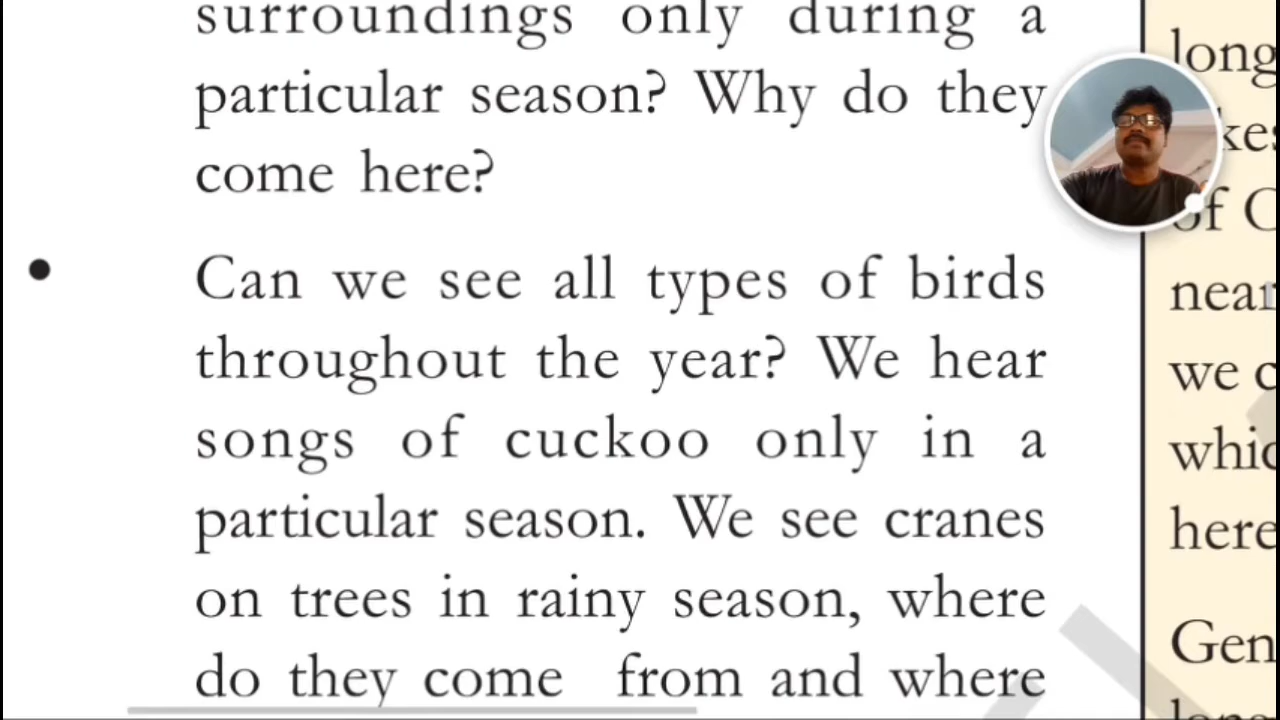 surroundings only during a
particular season? Why do they
come here?
• Can we see all types of birds
throughout the year? We hear
songs of cuckoo only in a
particular season. We see cranes
on trees in rainy season, where
do they come from and where
long
of
we
here